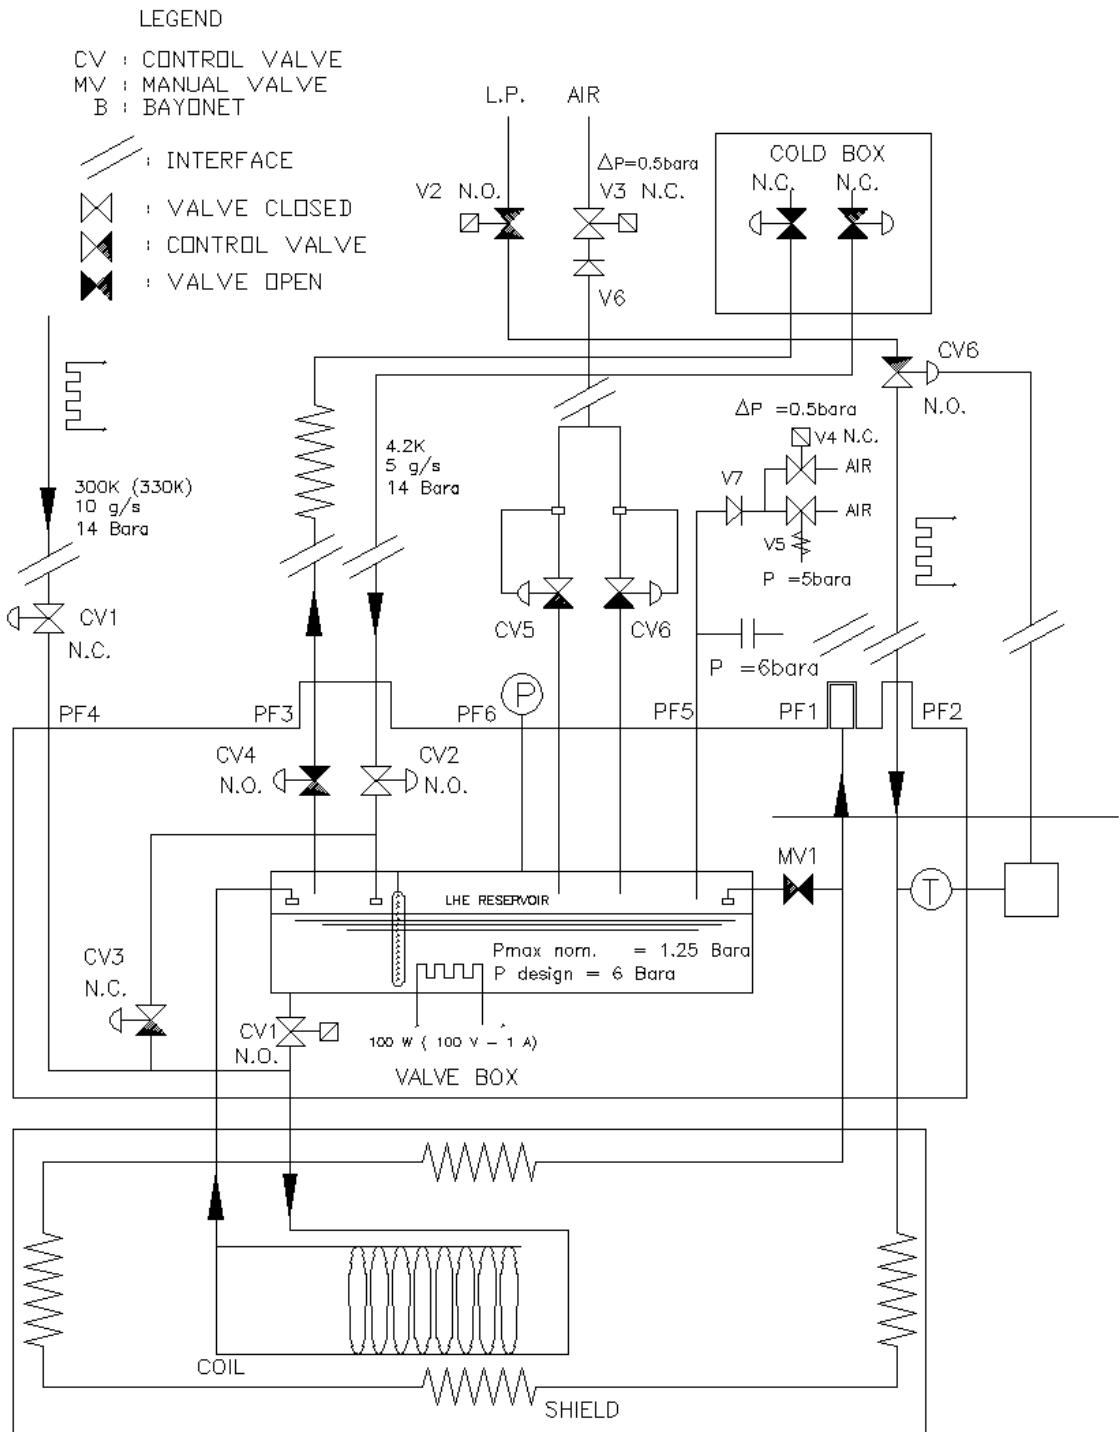 LEGEND
CV : CONTROL VALVE
MV : MANUAL VALVE
B : BAYONET
: INTERFACE
: VALVE CLOSED
: CONTROL VALVE
: VALVE OPEN
L.P.
AIR
ΔP=0.5bara
V2 N.O.
V3 N.C.
V6
COLD BOX
N.C.
N.C.
CV6
N.O.
ΔP =0.5bara
V4 N.C.
AIR
V7
AIR
V5
P =5bara
4.2K
5 g/s
14 Bara
300K (330K)
10 g/s
14 Bara
CV1
N.C.
CV5
CV6
P =6bara
PF4
PF3
PF6
P
PF5
PF1
PF2
CV4
N.O.
CV2
N.O.
MV1
T
LHE RESERVOIR
Pmax nom. = 1.25 Bara
P design = 6 Bara
CV3
N.C.
CV1
N.O.
100 W ( 100 V - 1 A)
VALVE BOX
COIL
SHIELD